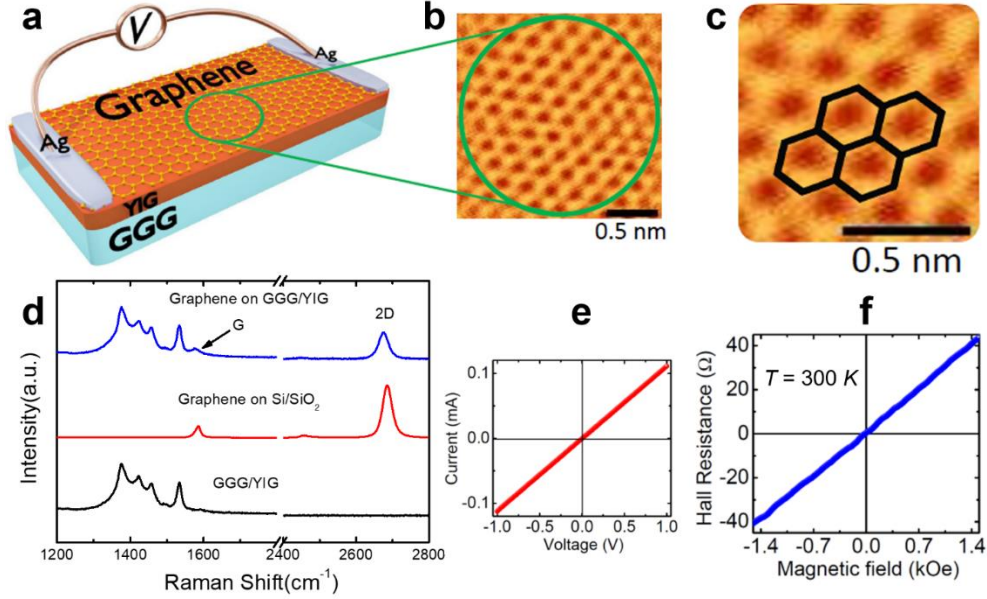 a
V
Ag
Graphene
Ag
YIG
GGG
b
0.5 nm
c
0.5 nm
d
Graphene on GGG/YIG
G
2D
Graphene on Si/SiO2
GGG/YIG
Intensity(a.u.)
1200 1400 1600 2400 2600 2800
Raman Shift(cm-1)
e
Current (mA)
0.1
0.0
-0.1
-1.0 -0.5 0.0 0.5 1.0
Voltage (V)
f
T = 300 K
Hall Resistance (Ω)
40
20
0
-20
-40
-1.4 -0.7 0.0 0.7 1.4
Magnetic field (kOe)